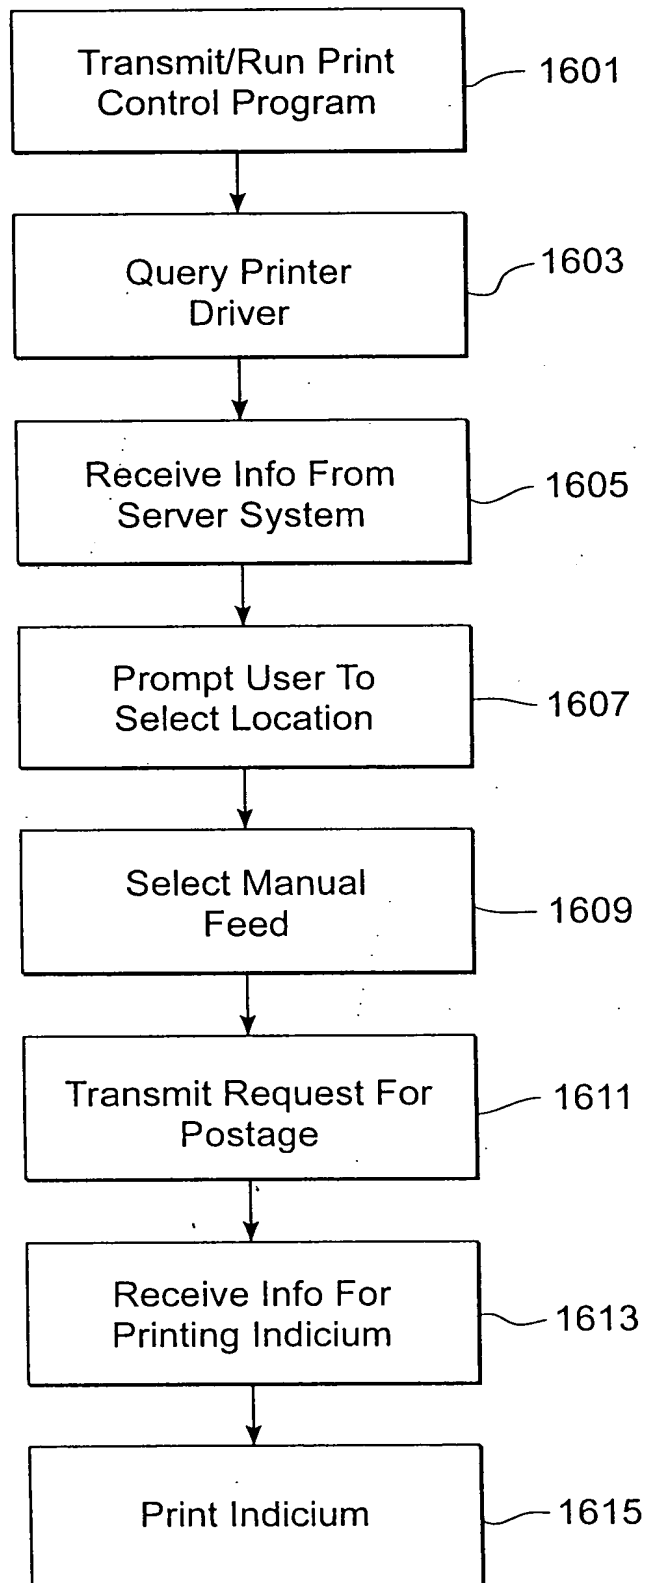 Transmit/Run Print
Control Program
1601
Query Printer
Driver
1603
Receive Info From
Server System
1605
Prompt User To
Select Location
1607
Select Manual
Feed
1609
Transmit Request For
Postage
1611
Receive Info For
Printing Indicium
1613
Print Indicium
1615